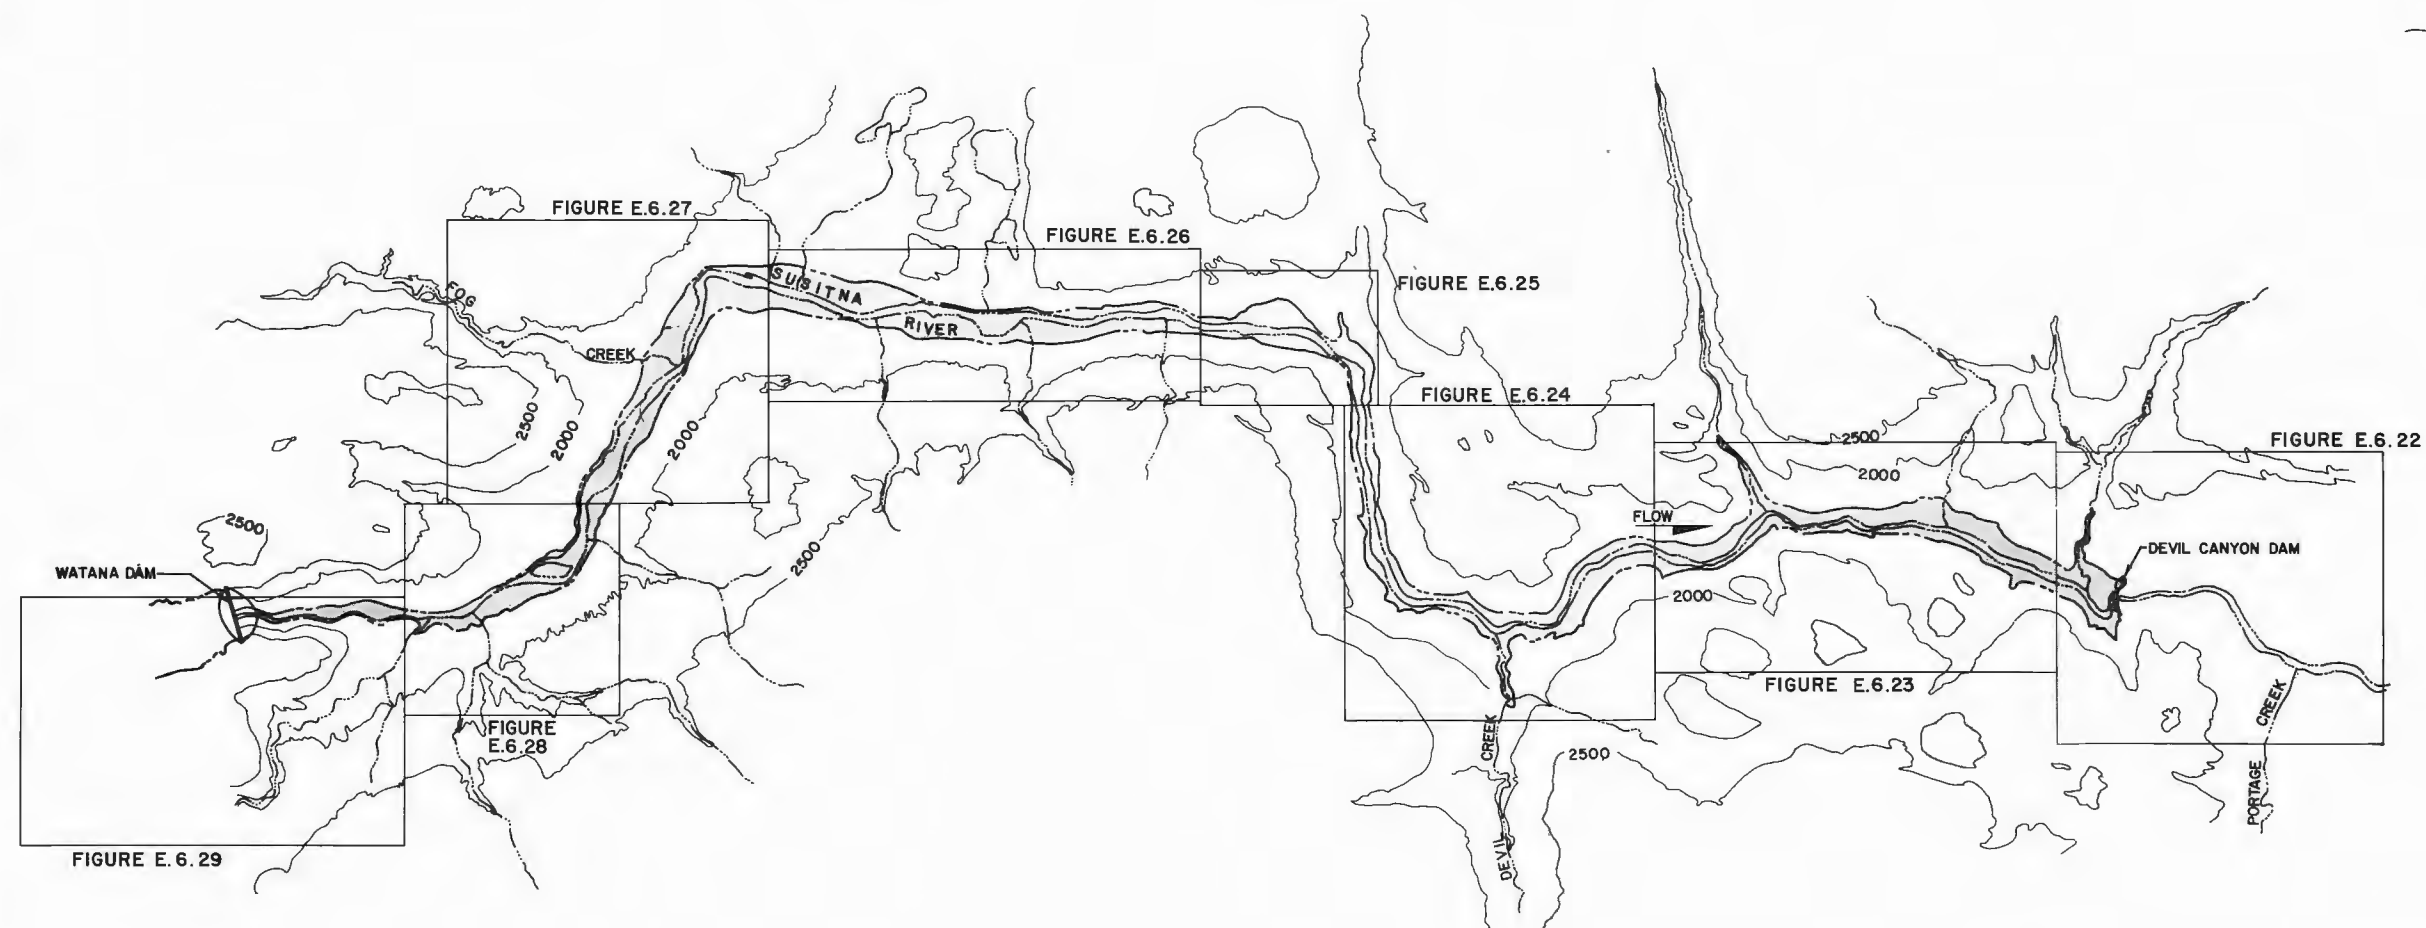 FIGURE E.6.27
FIGURE E.6.26
FIGURE E.6.25
FIGURE E.6.24
FIGURE E.6.22
FOG
CREEK
SUSITNA
RIVER
2500
2000
2000
2500
2500
2000
2500
FLOW
WATANA DAM
DEVIL CANYON DAM
2000
FIGURE E.6.23
FIGURE
E.6.28
2500
DEVIL CREEK
PORTAGE CREEK
FIGURE E.6.29